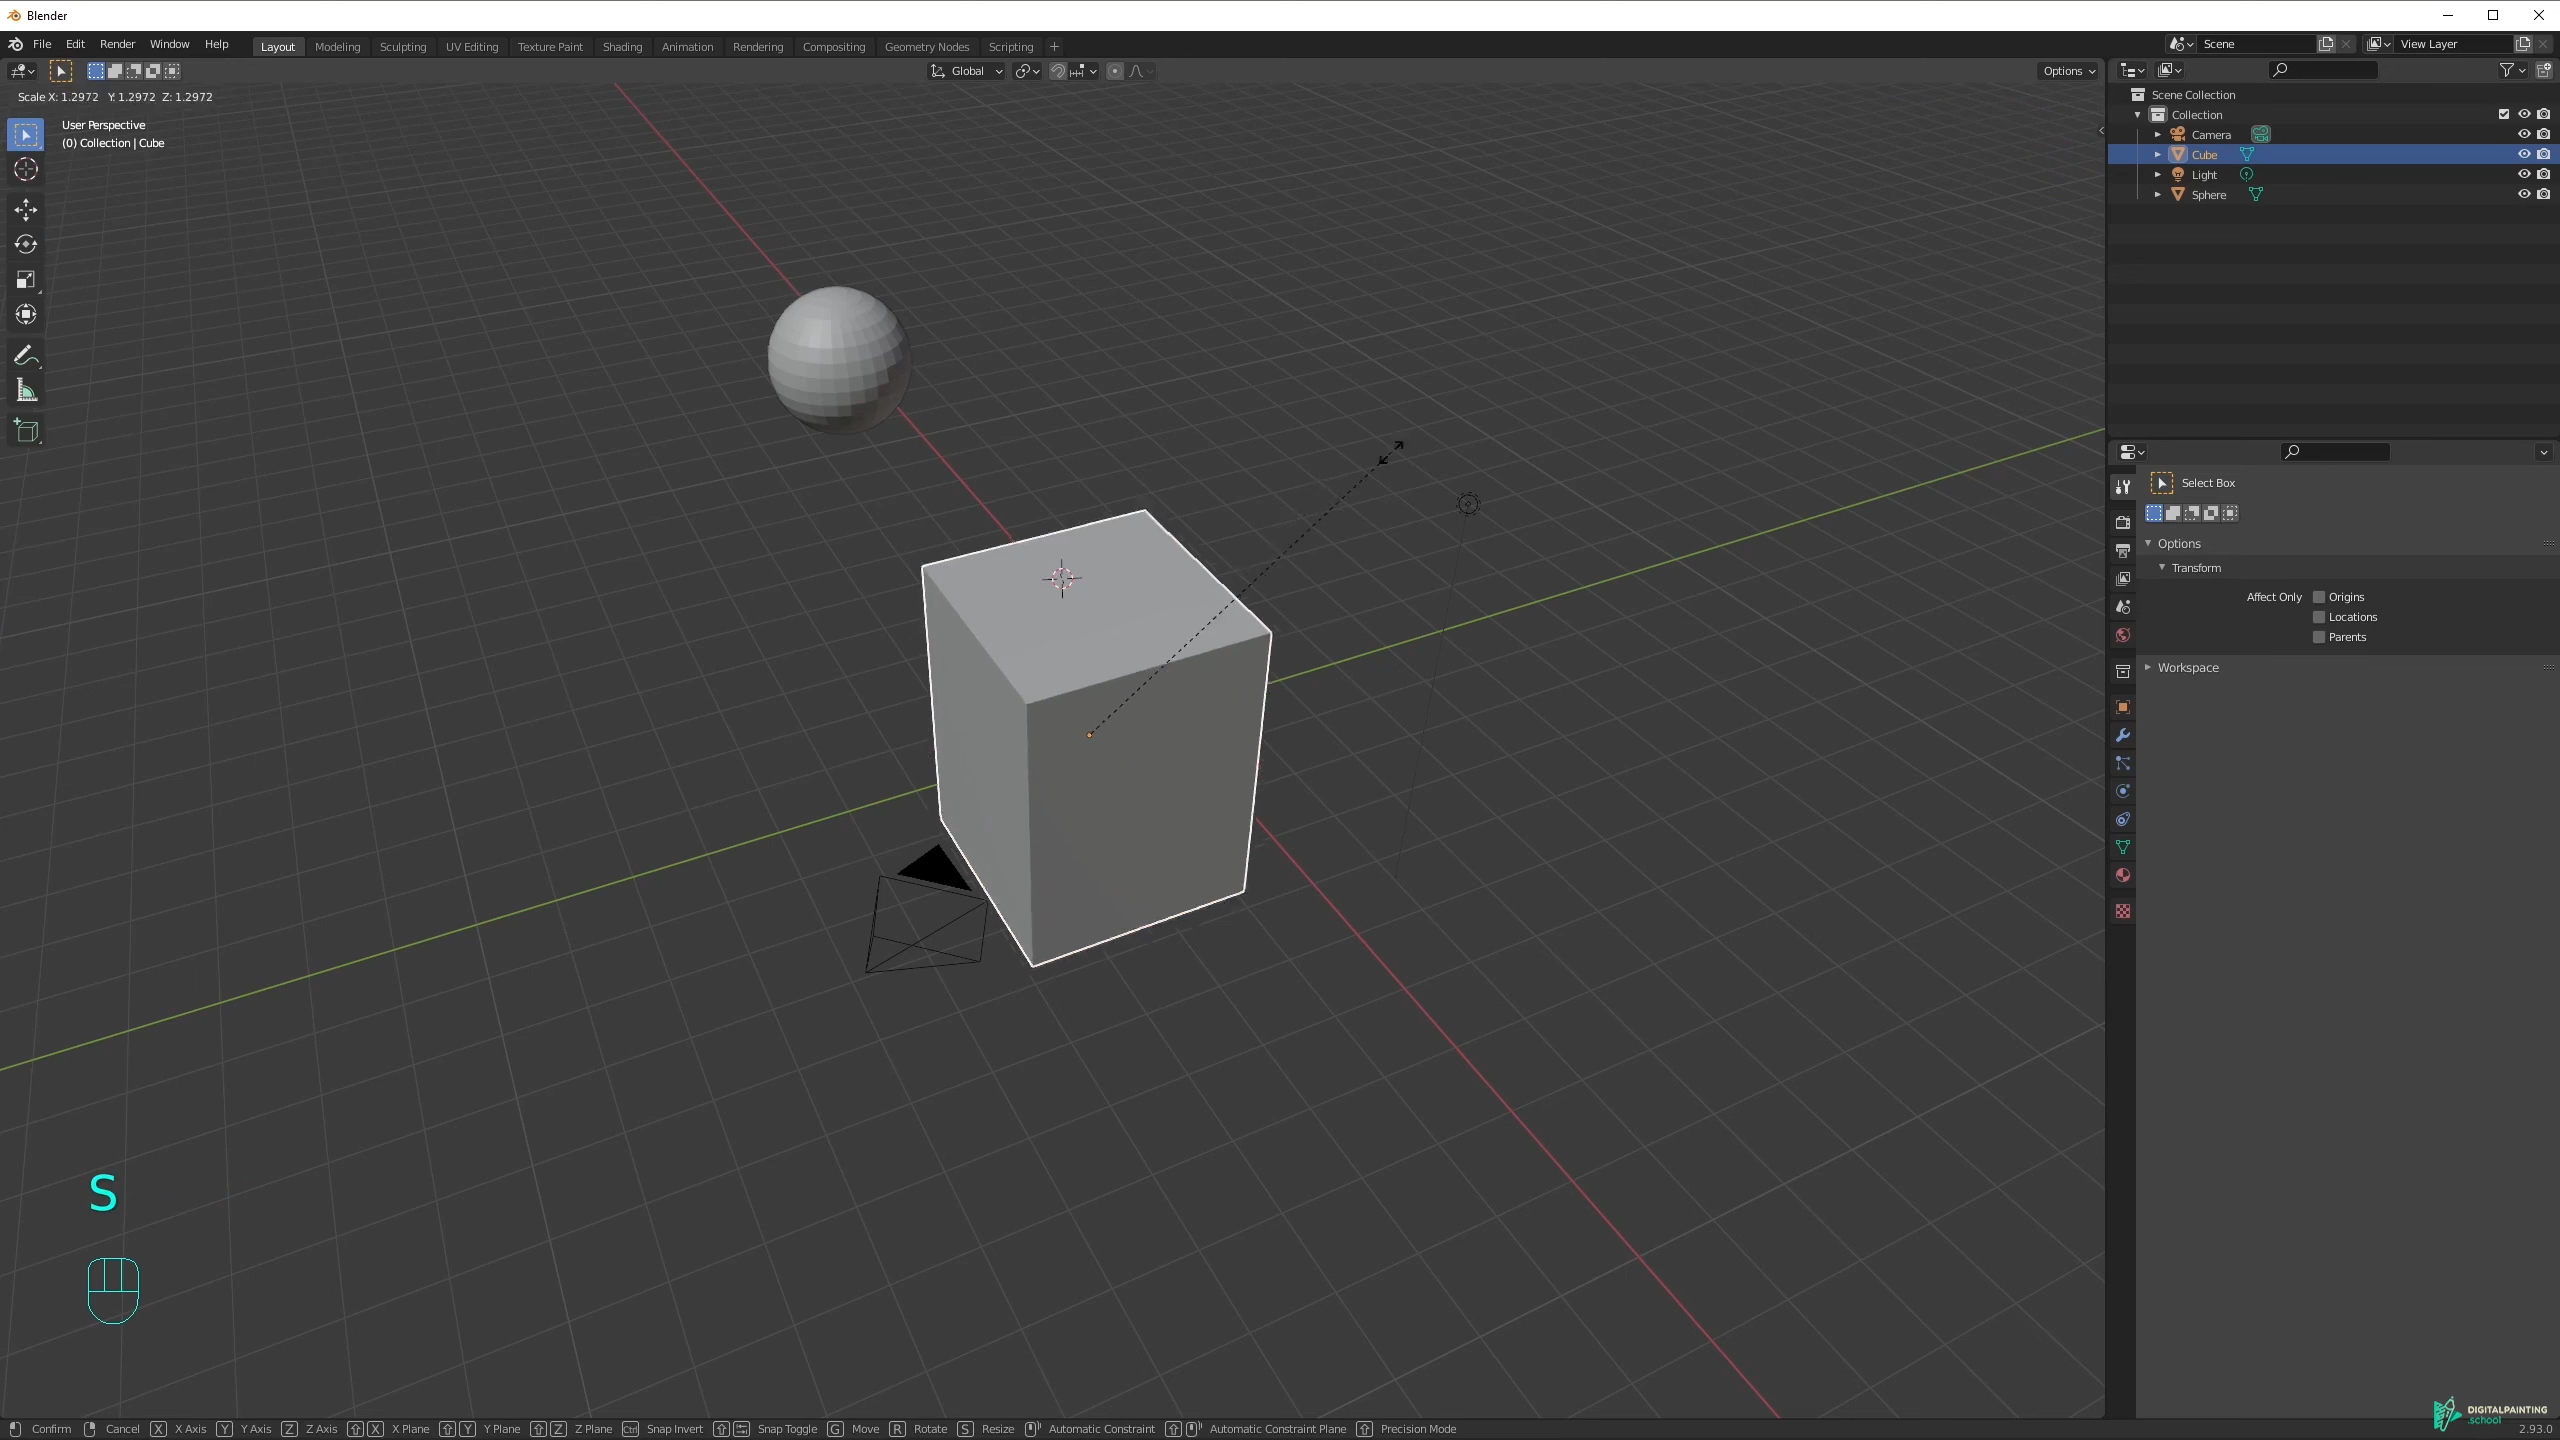 Blender
File Edit Render Window Help Layout Modeling Sculpting UV Editing Texture Paint Shading Animation Rendering Compositing Geometry Nodes Scripting + Scene View Layer
Global Options
Scale X: 1.2972 Y: 1.2972 Z: 1.2972
User Perspective
(0) Collection | Cube
Scene Collection
Collection
Camera
Cube
Light
Sphere
Select Box
Options
Transform
Affect Only Origins
Locations
Parents
Workspace
S
DIGITALPAINTING
.school
Confirm Cancel X X Axis Y Y Axis Z Z Axis X X Plane Y Y Plane Z Z Plane Ctrl Snap Invert Snap Toggle G Move R Rotate S Resize Automatic Constraint Automatic Constraint Plane Precision Mode 2.93.0